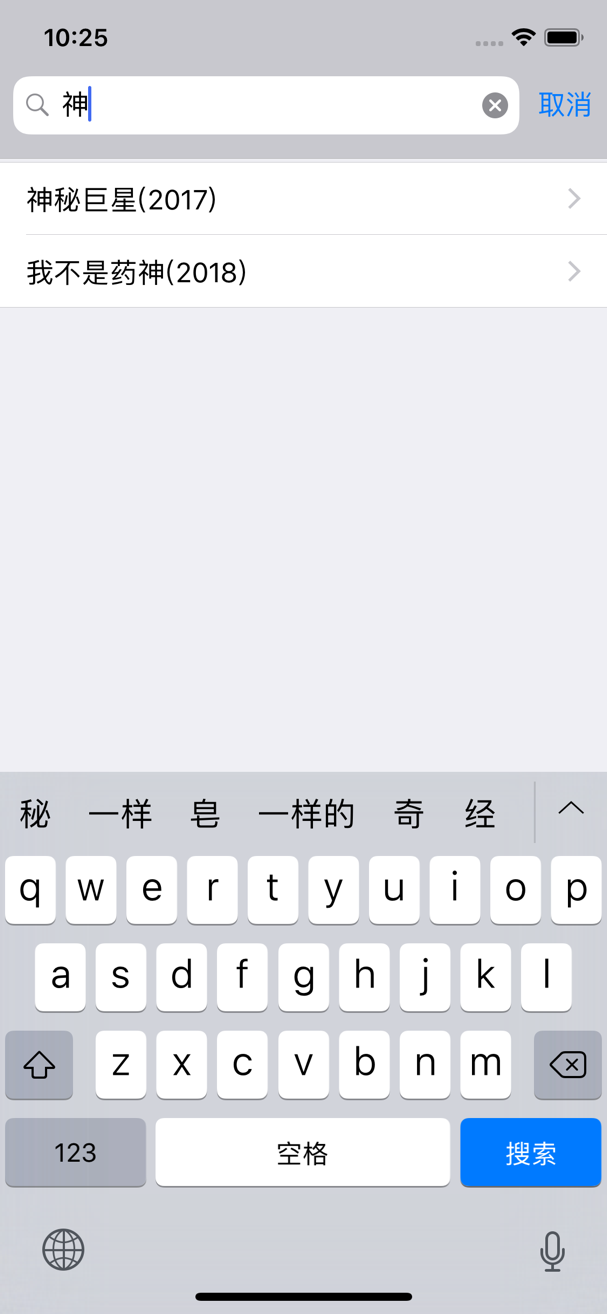 10:25
神
取消
神秘巨星(2017)
我不是药神(2018)
秘 一样 皂 一样的 奇 经
q w e r t y u i o p
a s d f g h j k l
z x c v b n m
123 空格 搜索